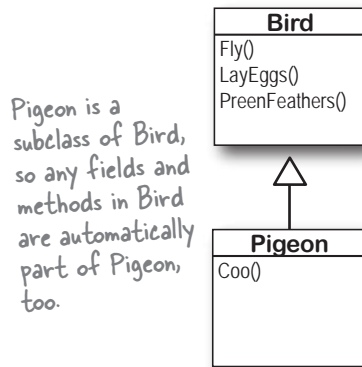 Bird
Fly()
LayEggs()
PreenFeathers()
Pigeon is a
subclass of Bird,
so any fields and
methods in Bird
are automatically
part of Pigeon,
too.
Pigeon
Coo()